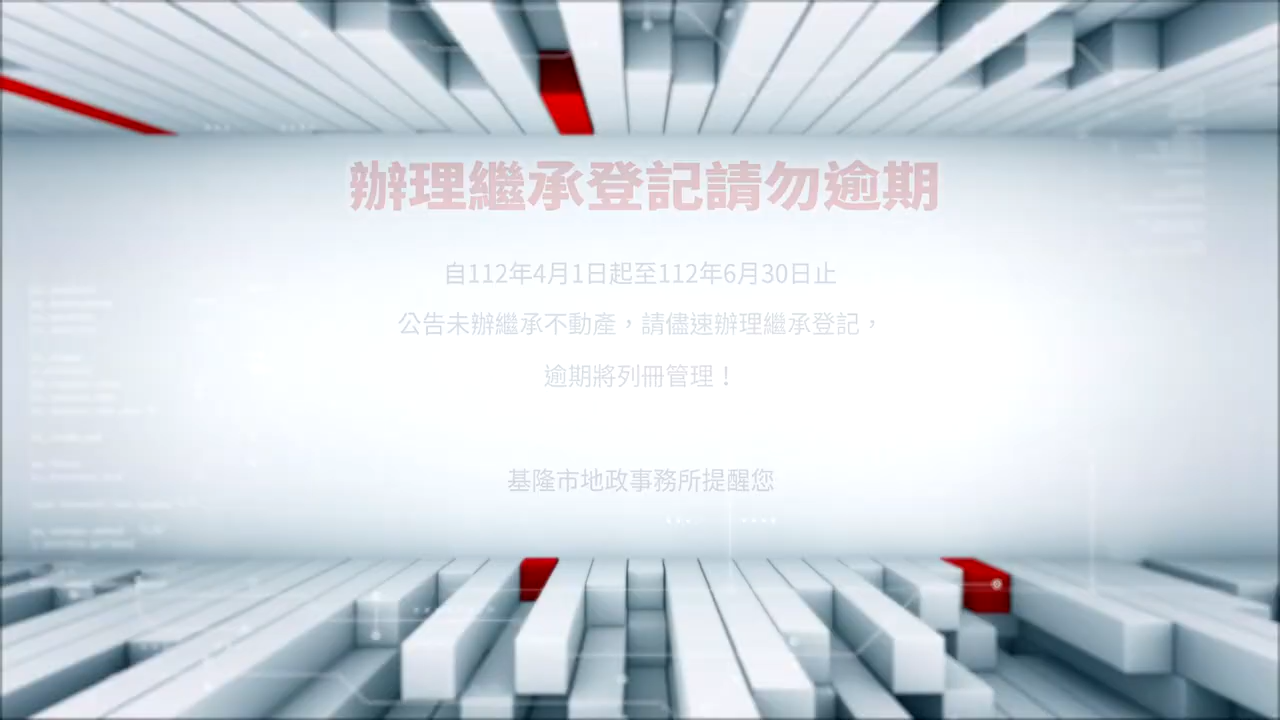 辦理繼承登記請勿逾期
自112年4月1日起至112年6月30日止
公告未辦繼承不動產，請儘速辦理繼承登記，
逾期將列冊管理！
基隆市地政事務所提醒您